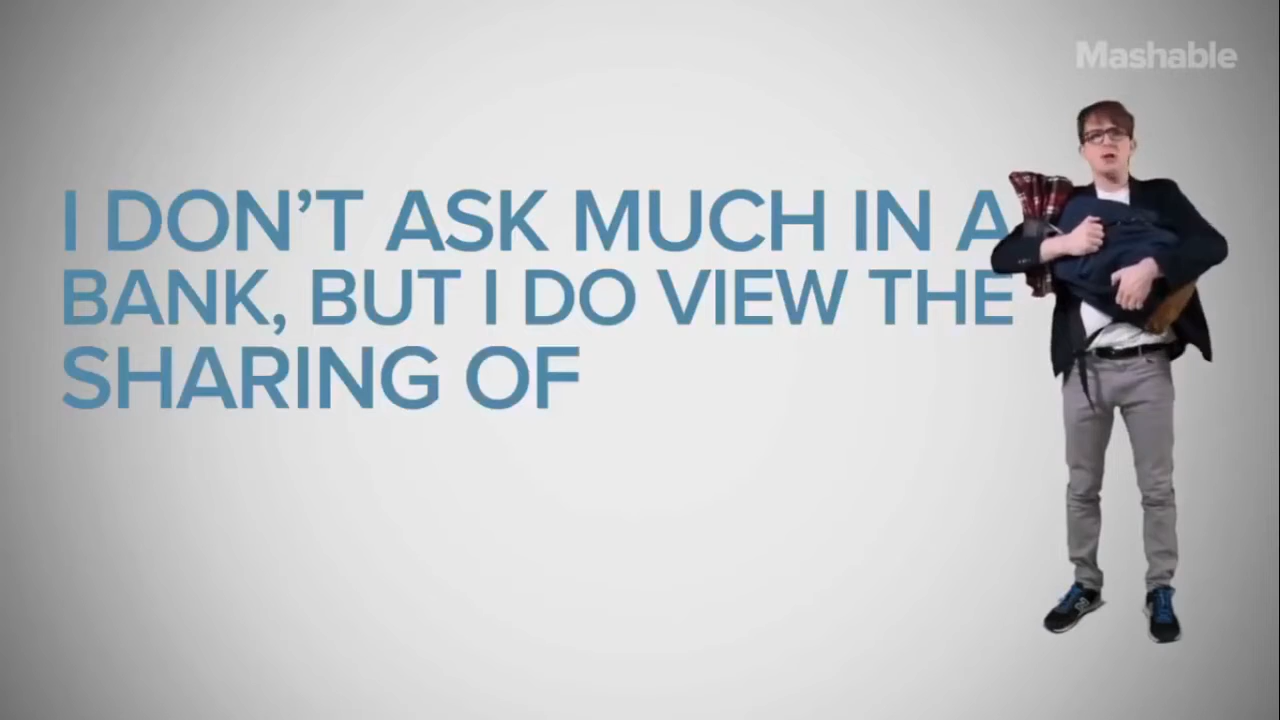 Mashable
I DON'T ASK MUCH IN A
BANK, BUT I DO VIEW THE
SHARING OF